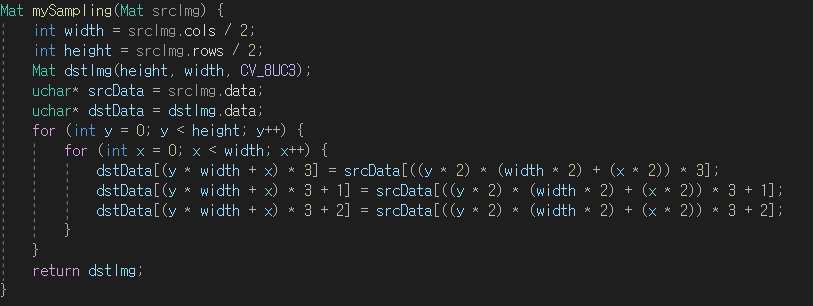 Mat mySampling(Mat srcImg) {
    int width = srcImg.cols / 2;
    int height = srcImg.rows / 2;
    Mat dstImg(height, width, CV_8UC3);
    uchar* srcData = srcImg.data;
    uchar* dstData = dstImg.data;
    for (int y = 0; y < height; y++) {
        for (int x = 0; x < width; x++) {
            dstData[(y * width + x) * 3] = srcData[((y * 2) * (width * 2) + (x * 2)) * 3];
            dstData[(y * width + x) * 3 + 1] = srcData[((y * 2) * (width * 2) + (x * 2)) * 3 + 1];
            dstData[(y * width + x) * 3 + 2] = srcData[((y * 2) * (width * 2) + (x * 2)) * 3 + 2];
        }
    }
    return dstImg;
}